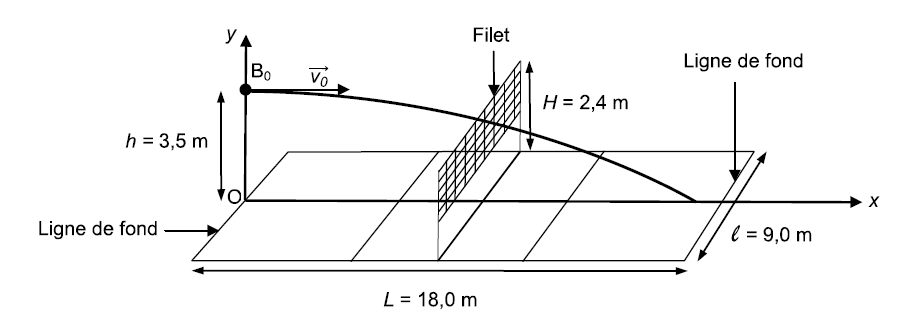 y
Filet
B₀
v₀
Ligne de fond
H = 2,4 m
h = 3,5 m
O
x
Ligne de fond
ℓ = 9,0 m
L = 18,0 m